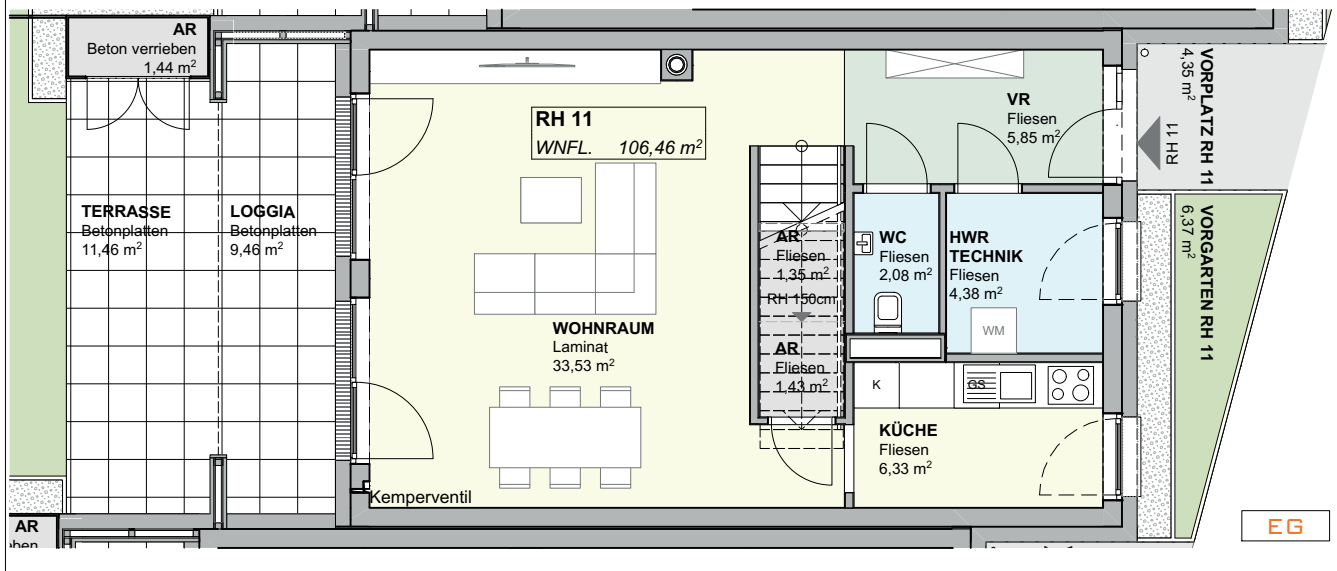 AR
Beton verrieben
1,44 m²
TERRASSE
Betonplatten
11,46 m²
LOGGIA
Betonplatten
9,46 m²
RH 11
WNFL. 106,46 m²
WOHNRAUM
Laminat
33,53 m²
Kemperventil
AR
Fliesen
1,35 m²
RH 150cm
AR
Fliesen
1,43 m²
VR
Fliesen
5,85 m²
WC
Fliesen
2,08 m²
HWR
TECHNIK
Fliesen
4,38 m²
WM
K
GS
KÜCHE
Fliesen
6,33 m²
VORPLATZ RH 11
4,35 m²
RH 11
VORGARTEN RH 11
6,37 m²
AR
EG